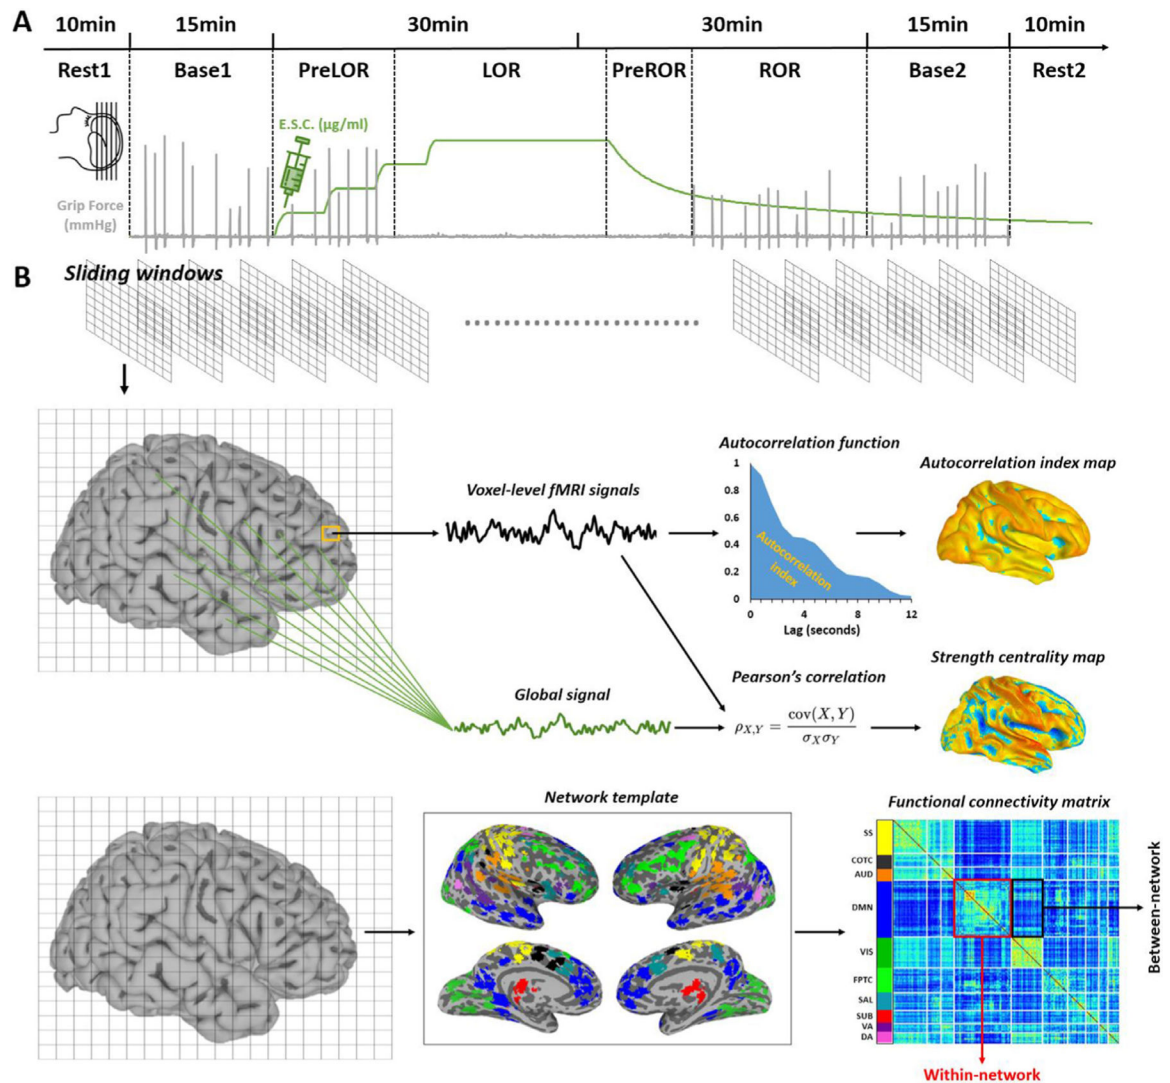 A
10min 15min 30min 30min 15min 10min
Rest1 Base1 PreLOR LOR PreROR ROR Base2 Rest2
E.S.C. (µg/ml)
Grip Force
(mmHg)
B
Sliding windows
Autocorrelation function
Autocorrelation index map
Voxel-level fMRI signals
1
0.8
0.6
0.4
0.2
0
Autocorrelation
index
0 4 8 12
Lag (seconds)
Strength centrality map
Pearson's correlation
Global signal
ρX,Y = cov(X, Y) / σXσY
Network template
Functional connectivity matrix
SS
COTC
AUD
DMN
VIS
FPTC
SAL
SUB
VA
DA
Between-network
Within-network